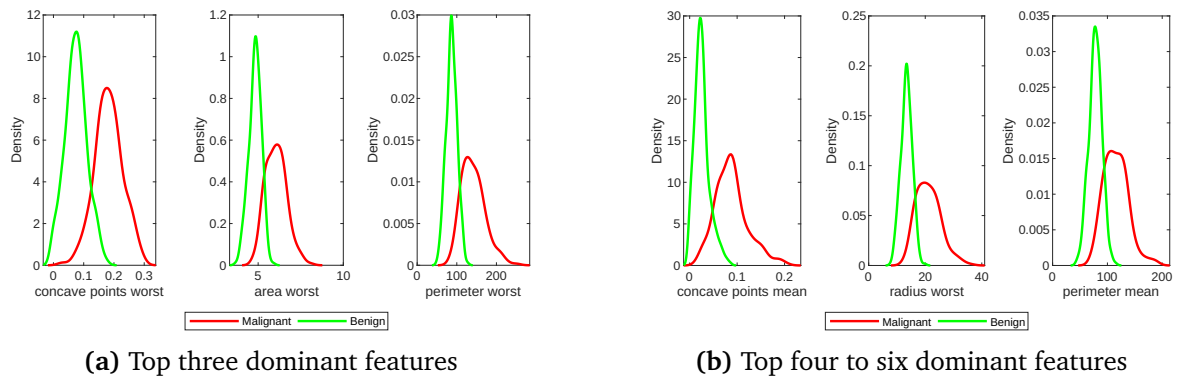 12
10
8
6
4
2
0
Density
0 0.1 0.2 0.3
concave points worst
1.2
1
0.8
0.6
0.4
0.2
0
Density
5 10
area worst
0.03
0.025
0.02
0.015
0.01
0.005
0
Density
0 100 200
perimeter worst
Malignant Benign
(a) Top three dominant features
30
25
20
15
10
5
0
Density
0 0.1 0.2
concave points mean
0.25
0.2
0.15
0.1
0.05
0
Density
0 20 40
radius worst
0.035
0.03
0.025
0.02
0.015
0.01
0.005
0
Density
0 100 200
perimeter mean
Malignant Benign
(b) Top four to six dominant features